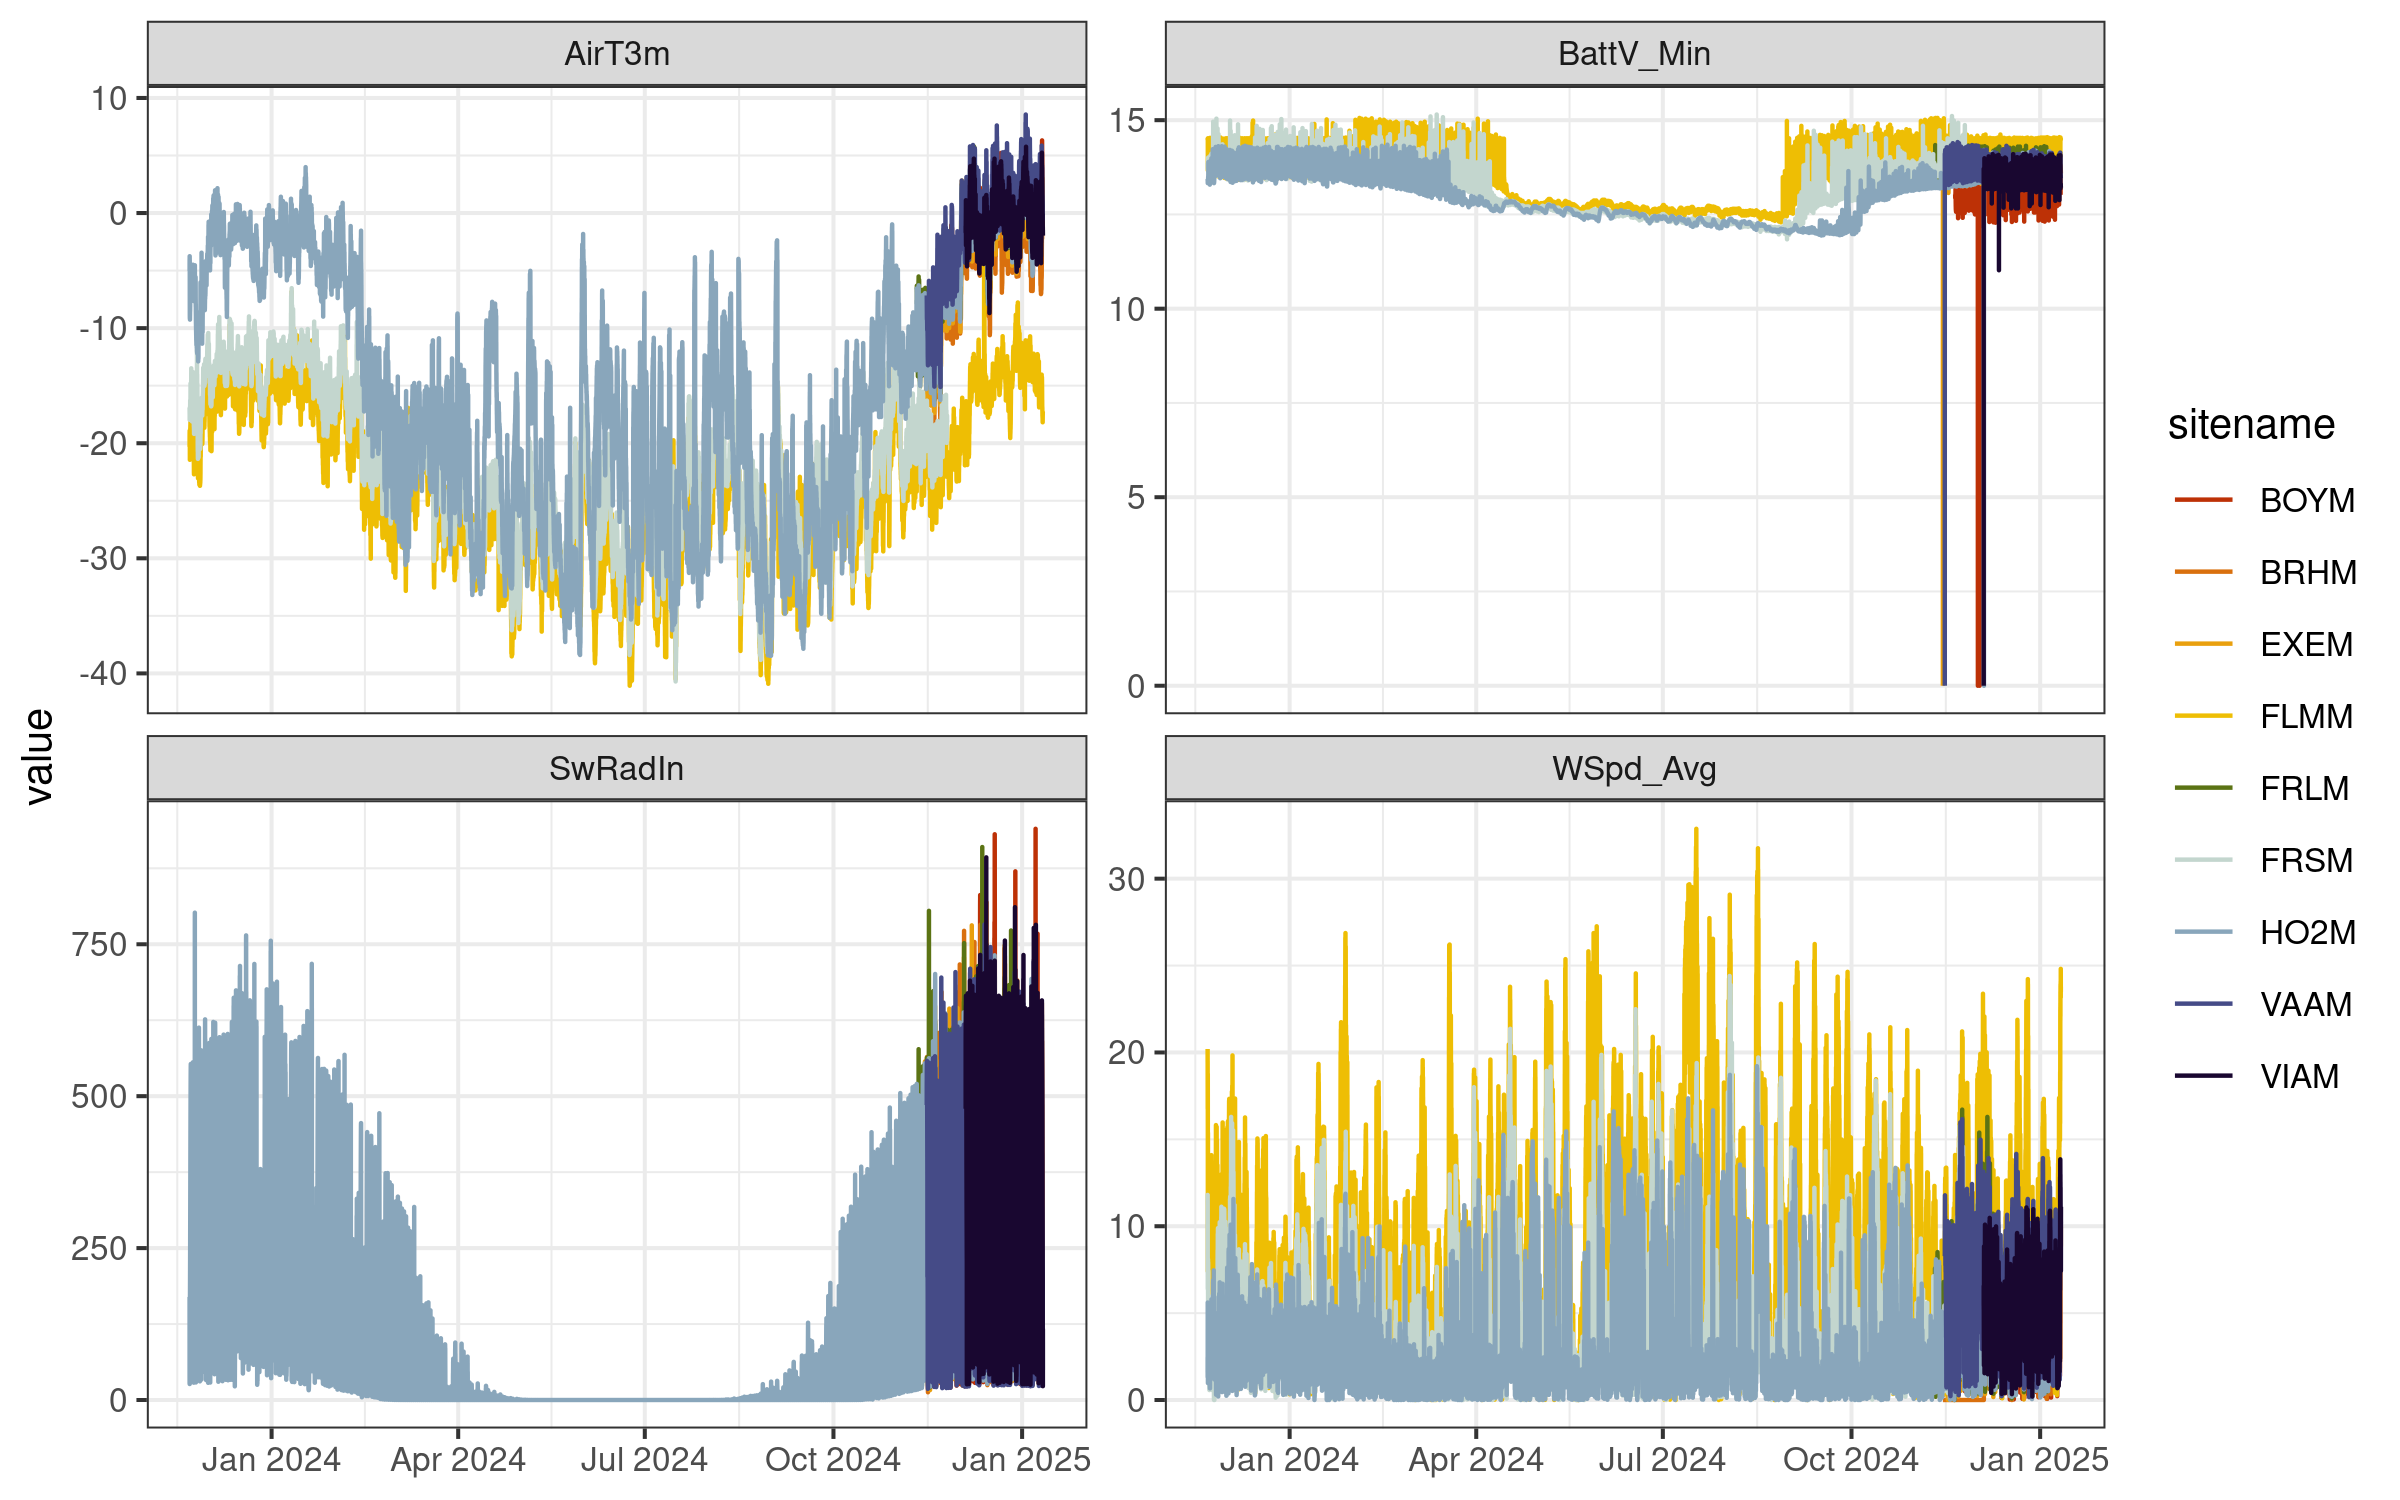 AirT3m
BattV_Min
10
0
-10
-20
-30
-40
15
10
5
0
value
SwRadIn
WSpd_Avg
750
500
250
0
30
20
10
0
Jan 2024 Apr 2024 Jul 2024 Oct 2024 Jan 2025
Jan 2024 Apr 2024 Jul 2024 Oct 2024 Jan 2025
sitename
BOYM
BRHM
EXEM
FLMM
FRLM
FRSM
HO2M
VAAM
VIAM